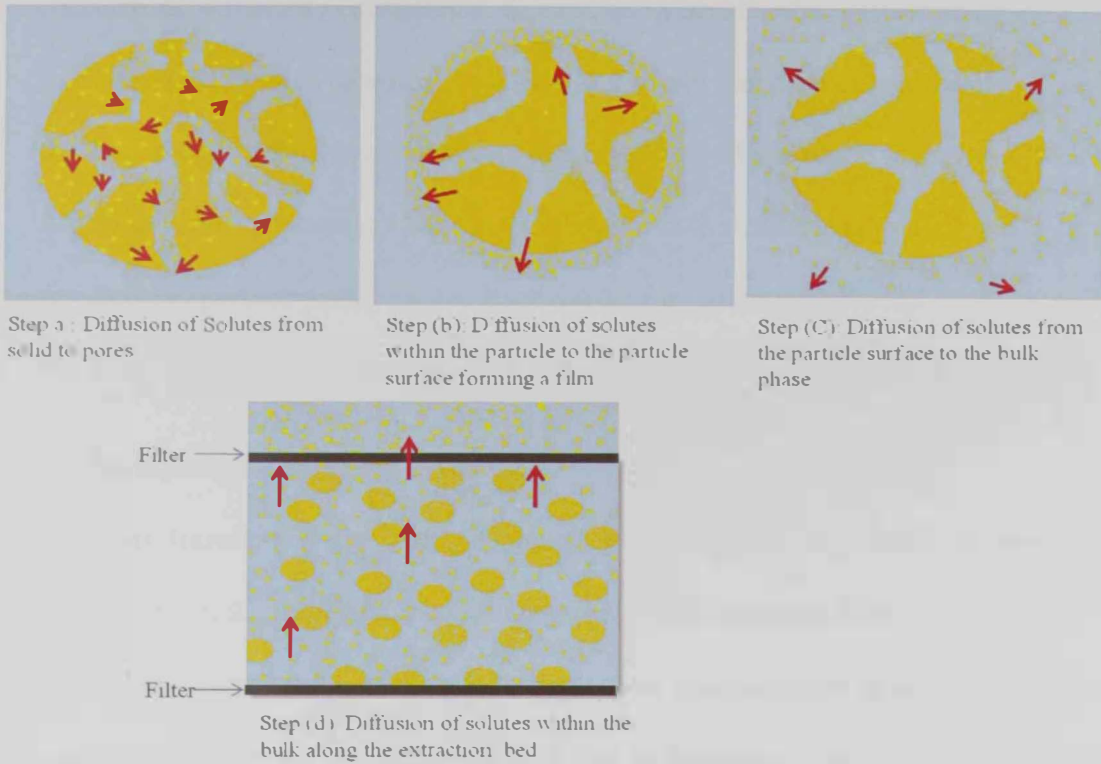 Step a : Diffusion of Solutes from
solid to pores
Step (b): Diffusion of solutes
within the particle to the particle
surface forming a film
Step (C): Diffusion of solutes from
the particle surface to the bulk
phase
Filter
Filter
Step (d): Diffusion of solutes within the
bulk along the extraction bed